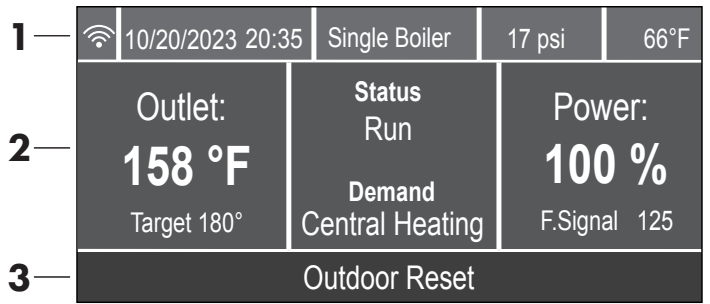 1 10/20/2023 20:35 Single Boiler 17 psi 66°F
Outlet:
158 °F
Target 180°
Status
Run
Demand
Central Heating
Power:
100 %
F.Signal 125
2
3 Outdoor Reset